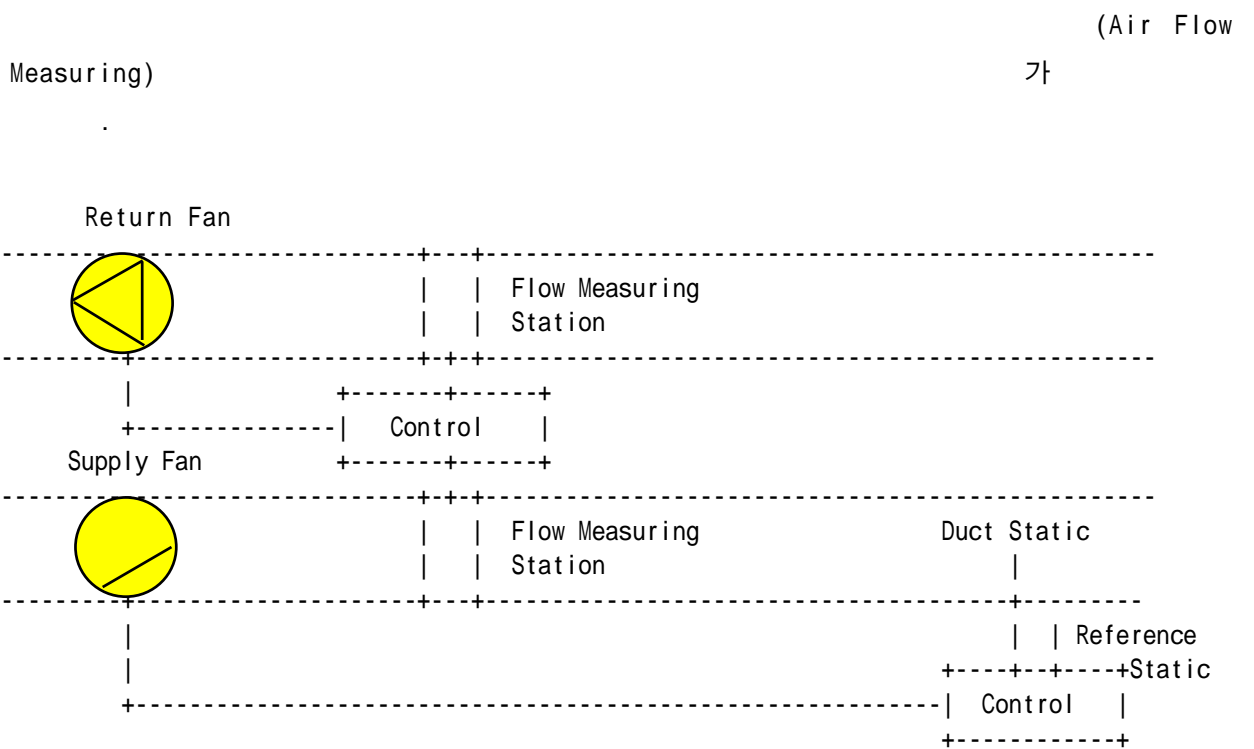 (Air Flow
Measuring) 가
.
Return Fan
Flow Measuring
Station
Control
Supply Fan
Flow Measuring
Station
Duct Static
Reference
Static
Control